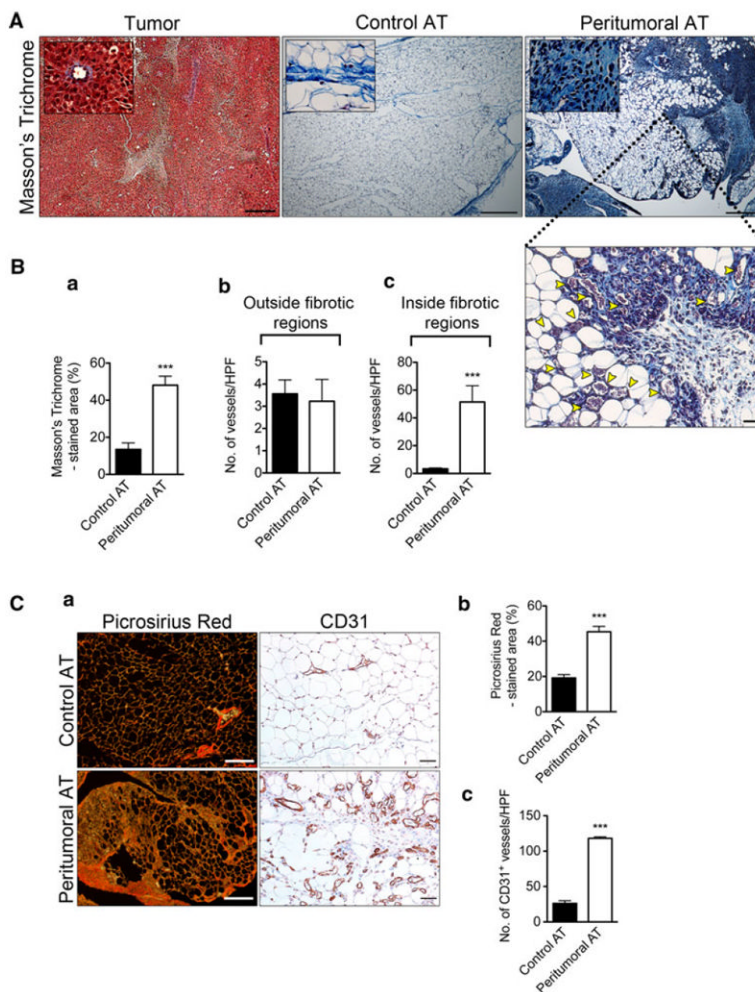 A
Tumor
Control AT
Peritumoral AT
Masson's Trichrome
B
a
Masson's Trichrome
- stained area (%)
60
40
20
0
***
Control AT
Peritumoral AT
b
Outside fibrotic
regions
No. of vessels/HPF
5
4
3
2
1
0
Control AT
Peritumoral AT
c
Inside fibrotic
regions
No. of vessels/HPF
80
60
40
20
0
***
Control AT
Peritumoral AT
C
a
Picrosirius Red
CD31
Control AT
Peritumoral AT
b
Picrosirius Red
- stained area (%)
60
40
20
0
***
Control AT
Peritumoral AT
c
No. of CD31⁺ vessels/HPF
150
100
50
0
***
Control AT
Peritumoral AT